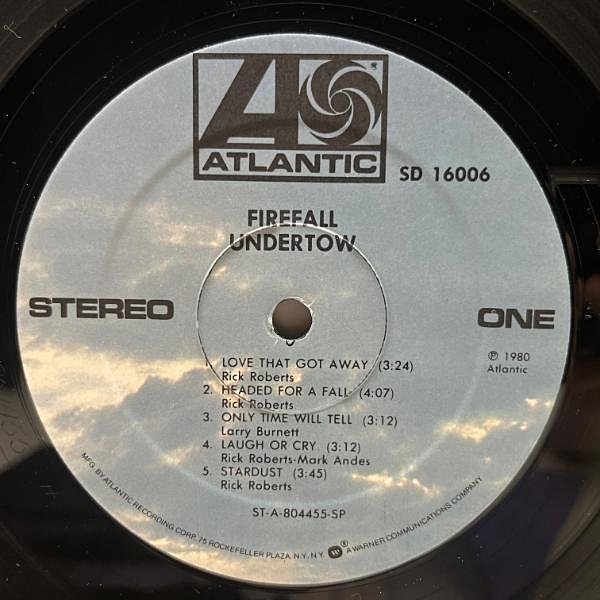 ATLANTIC
SD 16006
FIREFALL
UNDERTOW
STEREO
ONE
℗ 1980
Atlantic
1. LOVE THAT GOT AWAY (3:24)
Rick Roberts
2. HEADED FOR A FALL (4:07)
Rick Roberts
3. ONLY TIME WILL TELL (3:12)
Larry Burnett
4. LAUGH OR CRY (3:12)
Rick Roberts-Mark Andes
5. STARDUST (3:45)
Rick Roberts
ST-A-804455-SP
MFG. BY ATLANTIC RECORDING CORP. 75 ROCKEFELLER PLAZA, N.Y., N.Y. ® A WARNER COMMUNICATIONS COMPANY